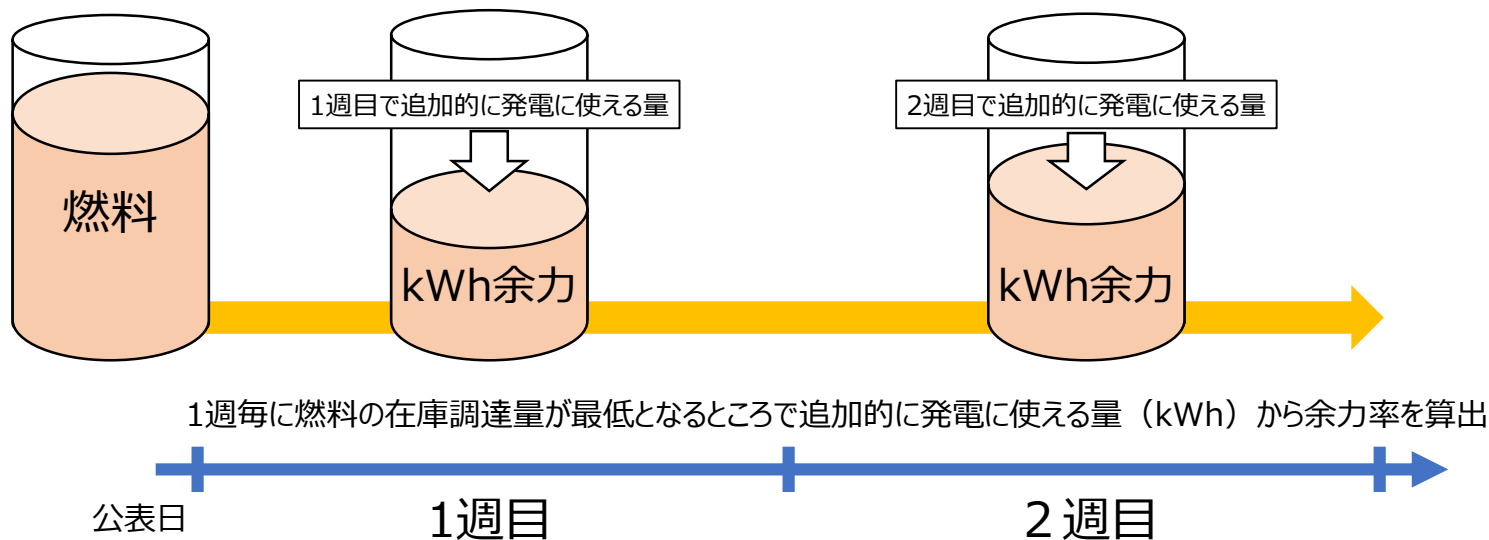 1週目で追加的に発電に使える量
2週目で追加的に発電に使える量
燃料
kWh余力
kWh余力
1週毎に燃料の在庫調達量が最低となるところで追加的に発電に使える量（kWh）から余力率を算出
公表日
1週目
２週目